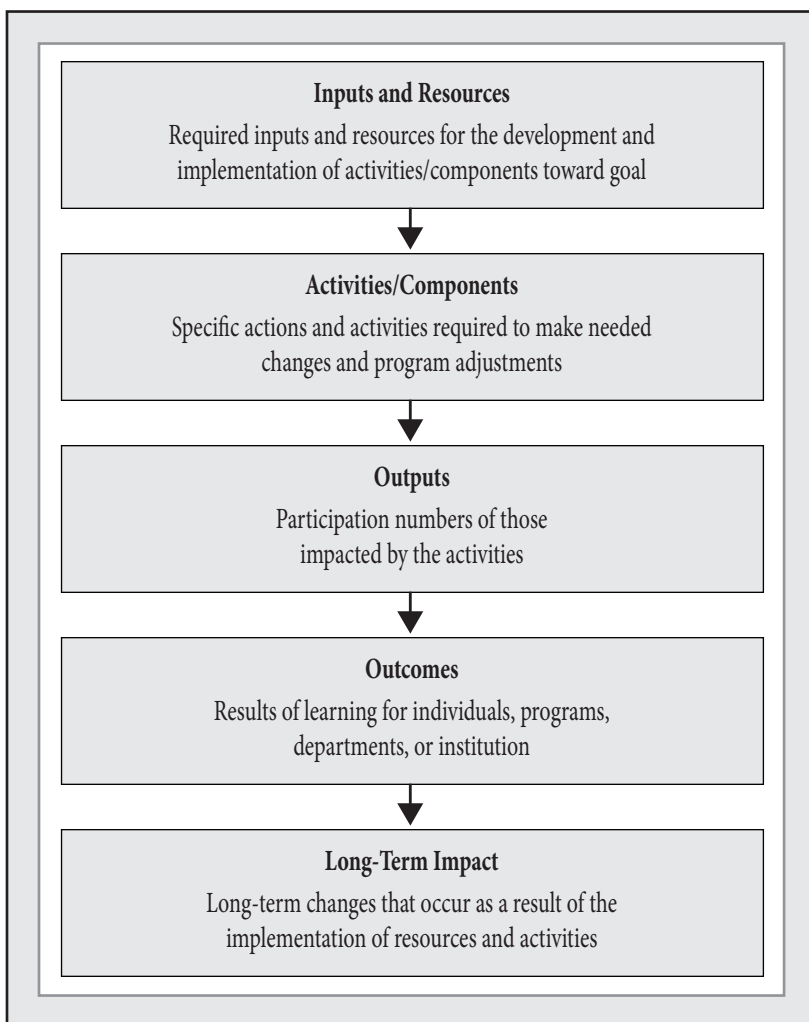 Inputs and Resources
Required inputs and resources for the development and
implementation of activities/components toward goal
Activities/Components
Specific actions and activities required to make needed
changes and program adjustments
Outputs
Participation numbers of those
impacted by the activities
Outcomes
Results of learning for individuals, programs,
departments, or institution
Long-Term Impact
Long-term changes that occur as a result of the
implementation of resources and activities